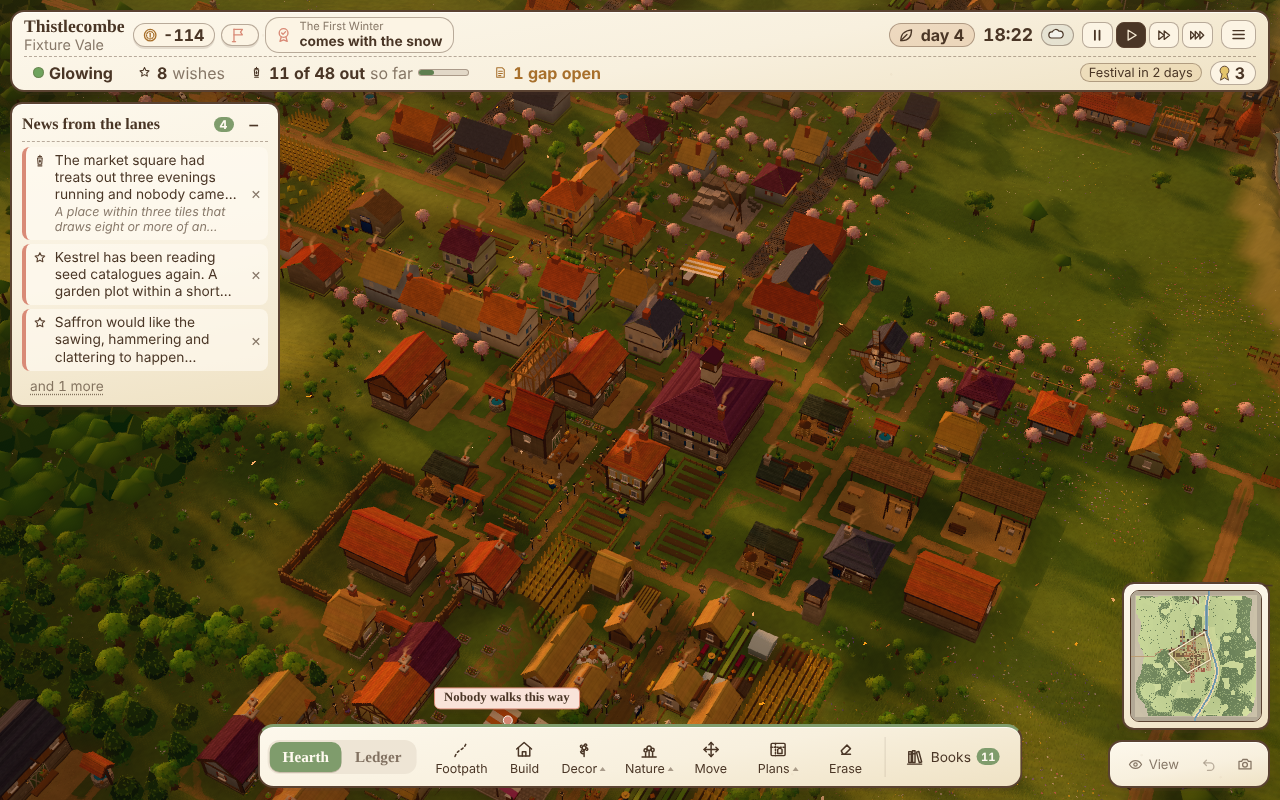 Thistlecombe
Fixture Vale
-114
The First Winter
comes with the snow
day 4
18:22
Glowing
8 wishes
11 of 48 out so far
1 gap open
Festival in 2 days
3
News from the lanes
4
The market square had
treats out three evenings
running and nobody came...
A place within three tiles that
draws eight or more of an...
Kestrel has been reading
seed catalogues again. A
garden plot within a short...
Saffron would like the
sawing, hammering and
clattering to happen...
and 1 more
N
Nobody walks this way
Hearth
Ledger
Footpath
Build
Decor
Nature
Move
Plans
Erase
Books 11
View